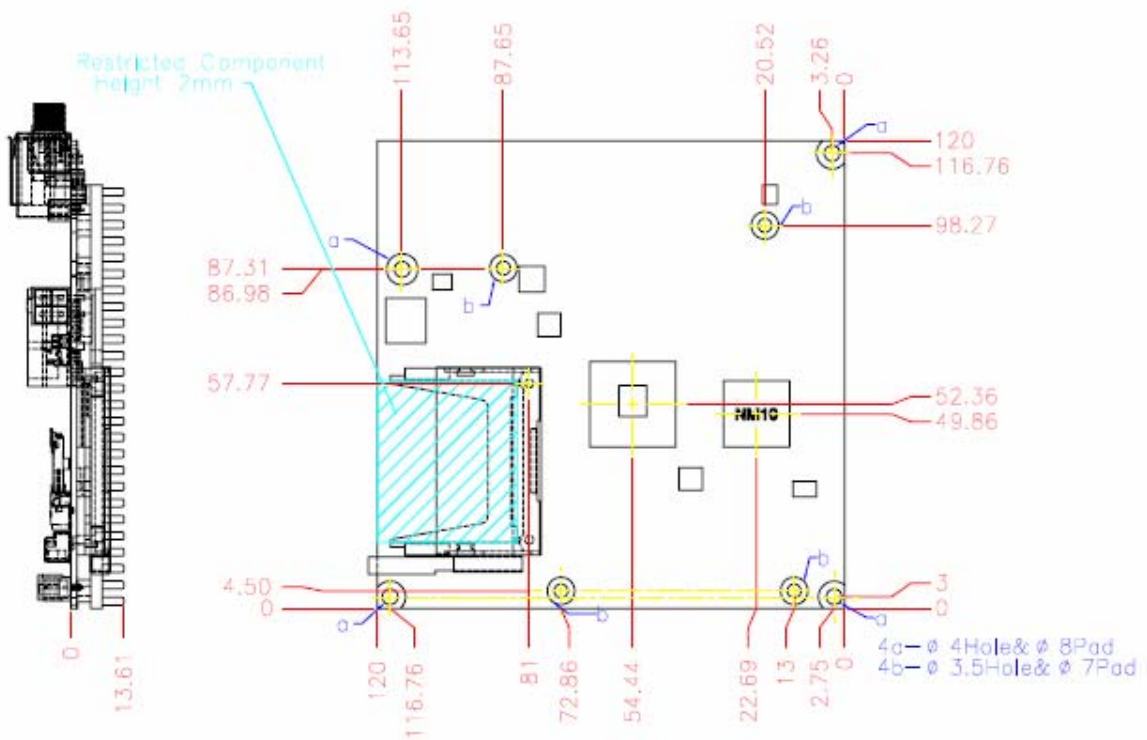 Restricted Component
Height 2mm
113.65
87.65
20.52
3.26
0
a
120
116.76
b
98.27
a
87.31
86.98
b
57.77
52.36
NM10
49.86
4.50
0
b
3
0
a
b
a
4a-ø 4Hole& ø 8Pad
4b-ø 3.5Hole& ø 7Pad
0
13.61
120
116.76
81
72.86
54.44
22.69
13
2.75
0